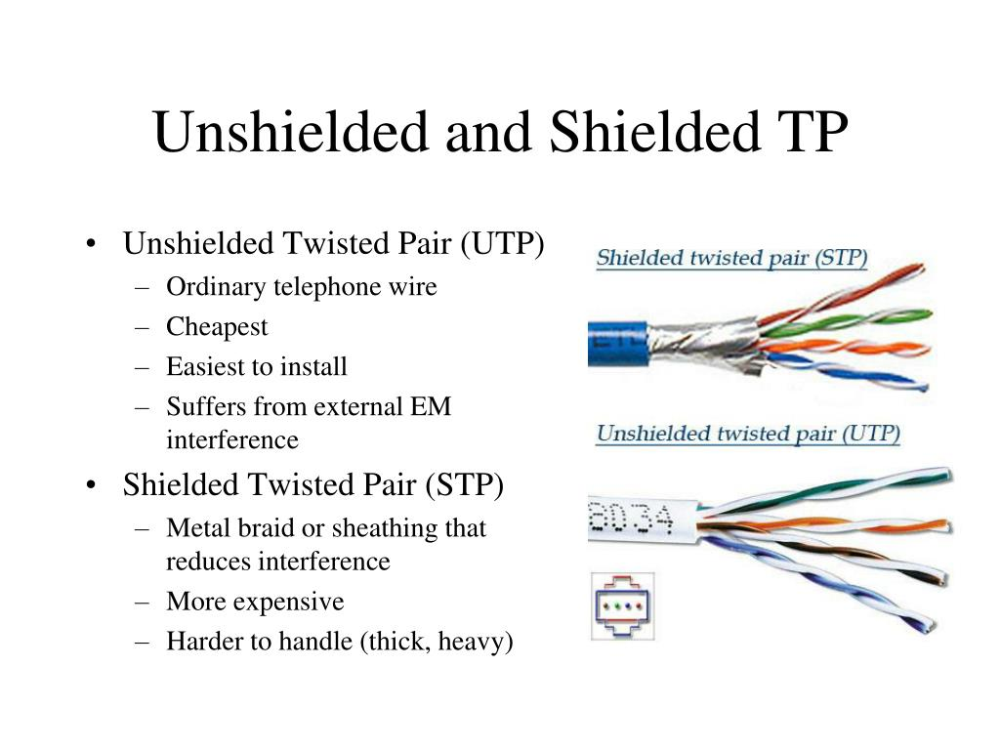 Unshielded and Shielded TP
• Unshielded Twisted Pair (UTP)
– Ordinary telephone wire
– Cheapest
– Easiest to install
– Suffers from external EM
interference
• Shielded Twisted Pair (STP)
– Metal braid or sheathing that
reduces interference
– More expensive
– Harder to handle (thick, heavy)
Shielded twisted pair (STP)
ETL
Unshielded twisted pair (UTP)
8034